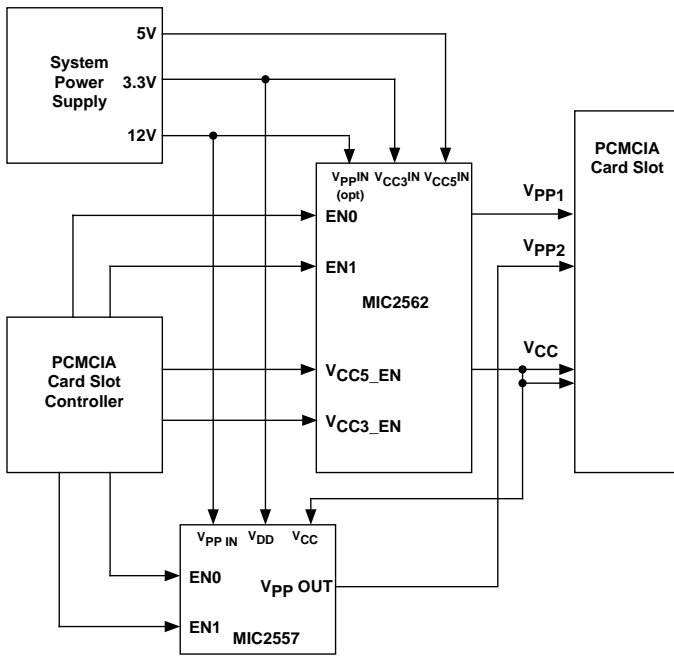 System
Power
Supply
5V
3.3V
12V
PCMCIA
Card Slot
VPP1
VPP2
VCC
VPPIN
(opt)
VCC3IN
VCC5IN
EN0
EN1
MIC2562
VCC5_EN
VCC3_EN
PCMCIA
Card Slot
Controller
VPP IN
VDD
VCC
EN0
VPP OUT
EN1
MIC2557